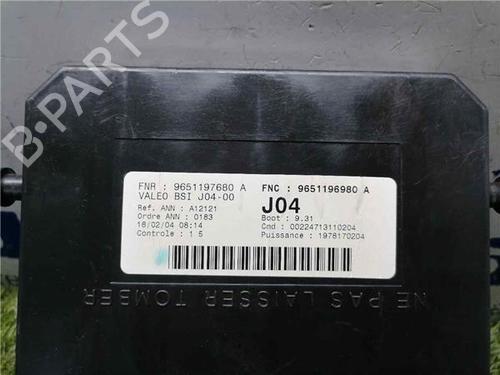 B-PARTS
FNR : 9651197680 A FNC : 9651196980 A
VALEO BSI J04-00 J04
Ref. ANN : A12121 Boot : 9.31
Ordre ANN : 0183 Cmd : 00224713110204
18/02/04 08:14 Puissance : 1978170204
Controle : 1 5
NE PAS LAISSER TOMBER